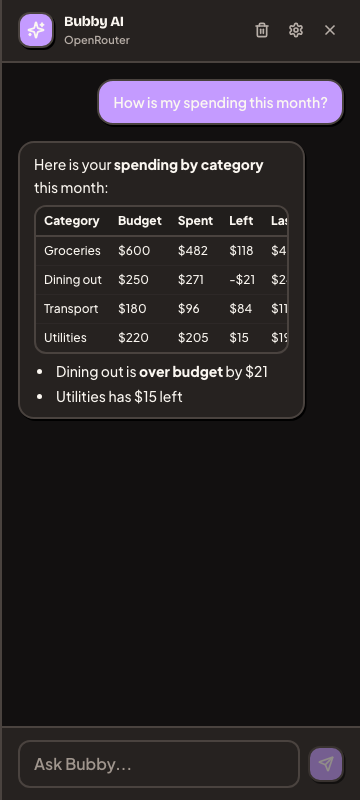 Bubby AI
OpenRouter
How is my spending this month?
Here is your spending by category
this month:
Category Budget Spent Left
Groceries $600 $482 $118
Dining out $250 $271 -$21
Transport $180 $96 $84
Utilities $220 $205 $15
• Dining out is over budget by $21
• Utilities has $15 left
Ask Bubby...